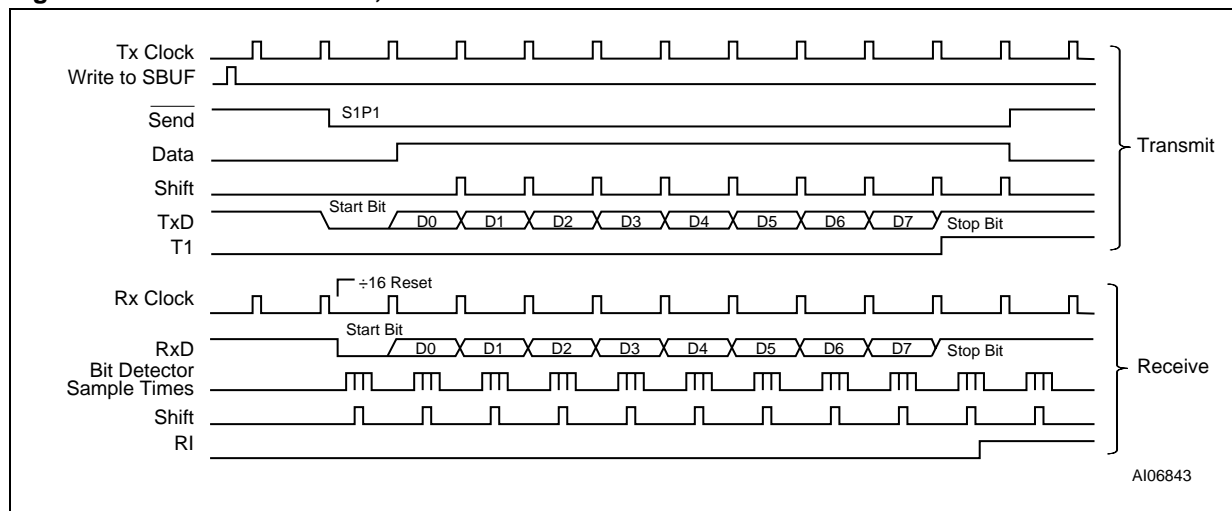 Tx Clock
Write to SBUF
Send
S1P1
Data
Shift
Start Bit
TxD
D0 D1 D2 D3 D4 D5 D6 D7 Stop Bit
T1
Transmit
÷16 Reset
Rx Clock
Start Bit
RxD
D0 D1 D2 D3 D4 D5 D6 D7 Stop Bit
Bit Detector
Sample Times
Shift
RI
Receive
AI06843